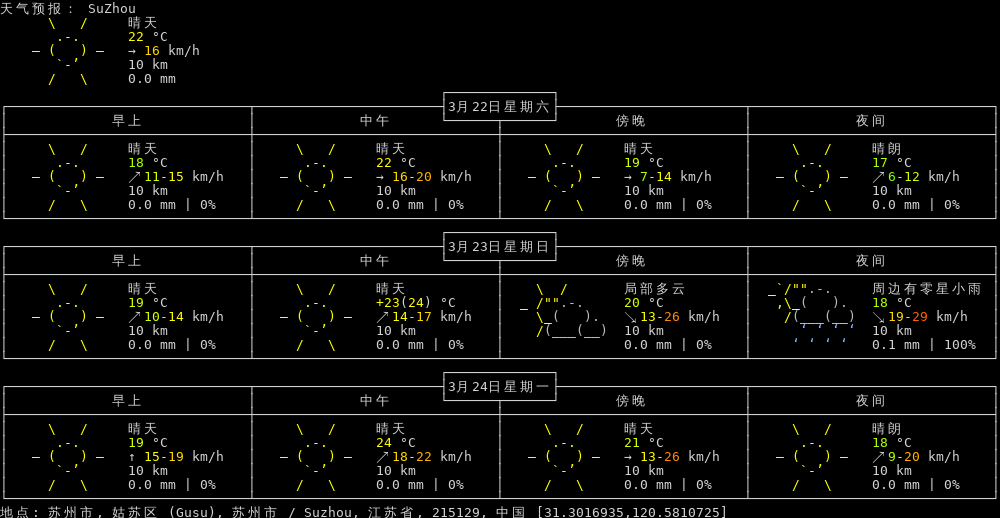 天气预报: SuZhou
晴天
22 °C
→ 16 km/h
10 km
0.0 mm
3月22日星期六
早上 中午 傍晚 夜间
晴天 晴天 晴天 晴朗
18 °C 22 °C 19 °C 17 °C
↗11-15 km/h → 16-20 km/h → 7-14 km/h ↗6-12 km/h
10 km 10 km 10 km 10 km
0.0 mm | 0% 0.0 mm | 0% 0.0 mm | 0% 0.0 mm | 0%
3月23日星期日
早上 中午 傍晚 夜间
晴天 晴天 局部多云 周边有零星小雨
19 °C +23(24) °C 20 °C 18 °C
↗10-14 km/h ↗14-17 km/h ↘13-26 km/h ↘19-29 km/h
10 km 10 km 10 km 10 km
0.0 mm | 0% 0.0 mm | 0% 0.0 mm | 0% 0.1 mm | 100%
3月24日星期一
早上 中午 傍晚 夜间
晴天 晴天 晴天 晴朗
19 °C 24 °C 21 °C 18 °C
↑ 15-19 km/h ↗18-22 km/h → 13-26 km/h ↗9-20 km/h
10 km 10 km 10 km 10 km
0.0 mm | 0% 0.0 mm | 0% 0.0 mm | 0% 0.0 mm | 0%
地点: 苏州市, 姑苏区 (Gusu), 苏州市 / Suzhou, 江苏省, 215129, 中国 [31.3016935,120.5810725]